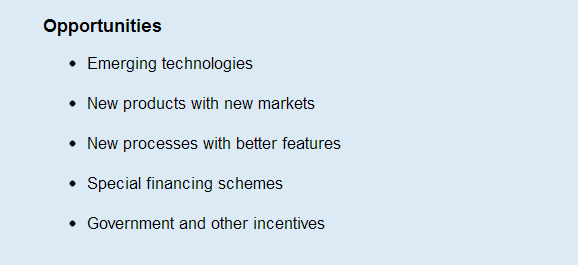 Opportunities
• Emerging technologies
• New products with new markets
• New processes with better features
• Special financing schemes
• Government and other incentives